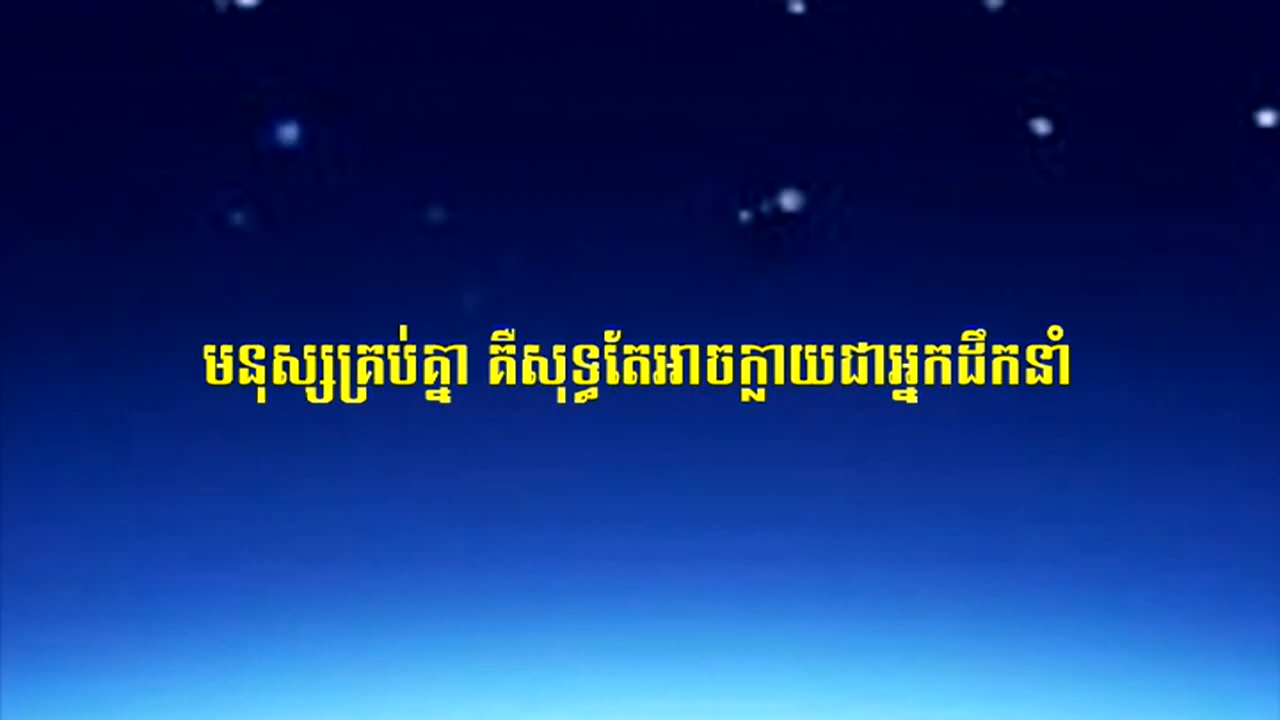 មនុស្សគ្រប់គ្នា គឺសុទ្ធតែអាចក្លាយជាអ្នកដឹកនាំ